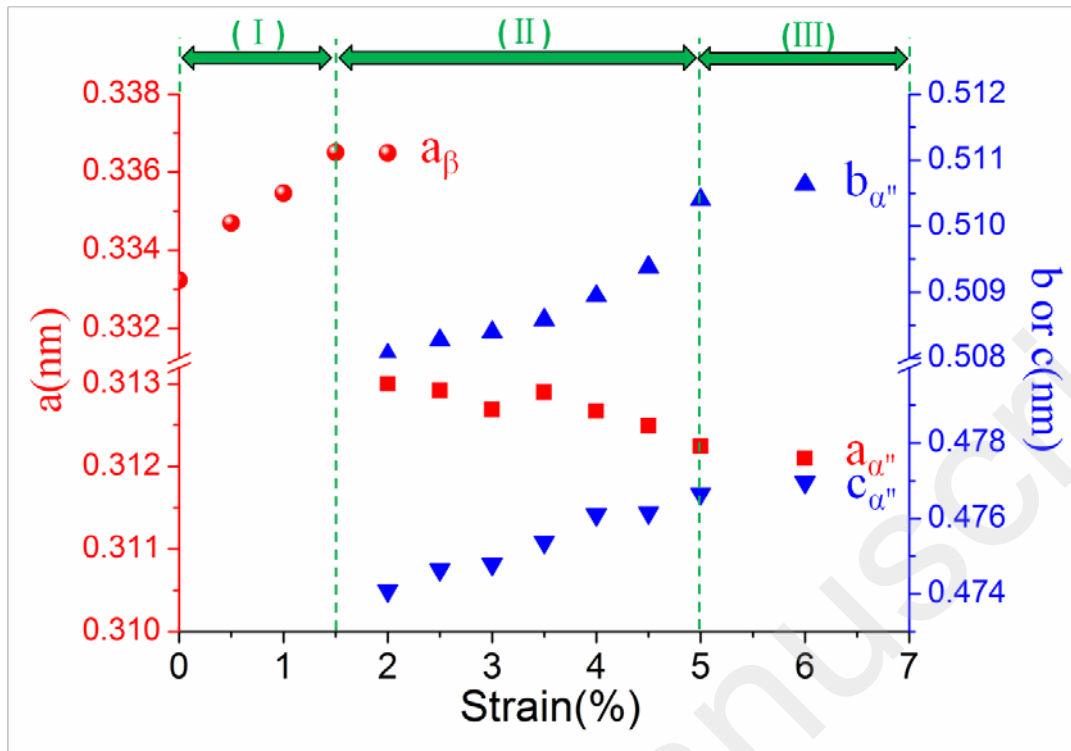 ( I ) (II) (III)
0.338 0.512
0.336 aβ bα" 0.511
0.510
0.334 0.509
0.332 0.508
0.313 0.478
0.312 aα"
cα" 0.476
0.311 0.474
0.310
a(nm)
b or c(nm)
0 1 2 3 4 5 6 7
Strain(%)